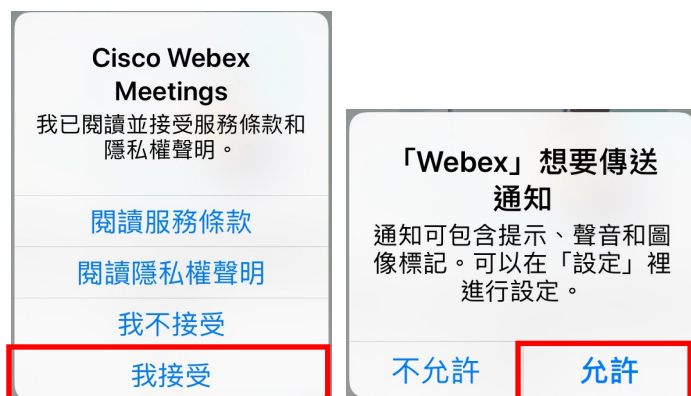 Cisco Webex
Meetings
我已閱讀並接受服務條款和
隱私權聲明。
閱讀服務條款
閱讀隱私權聲明
我不接受
我接受
「Webex」想要傳送
通知
通知可包含提示、聲音和圖
像標記。可以在「設定」裡
進行設定。
不允許
允許